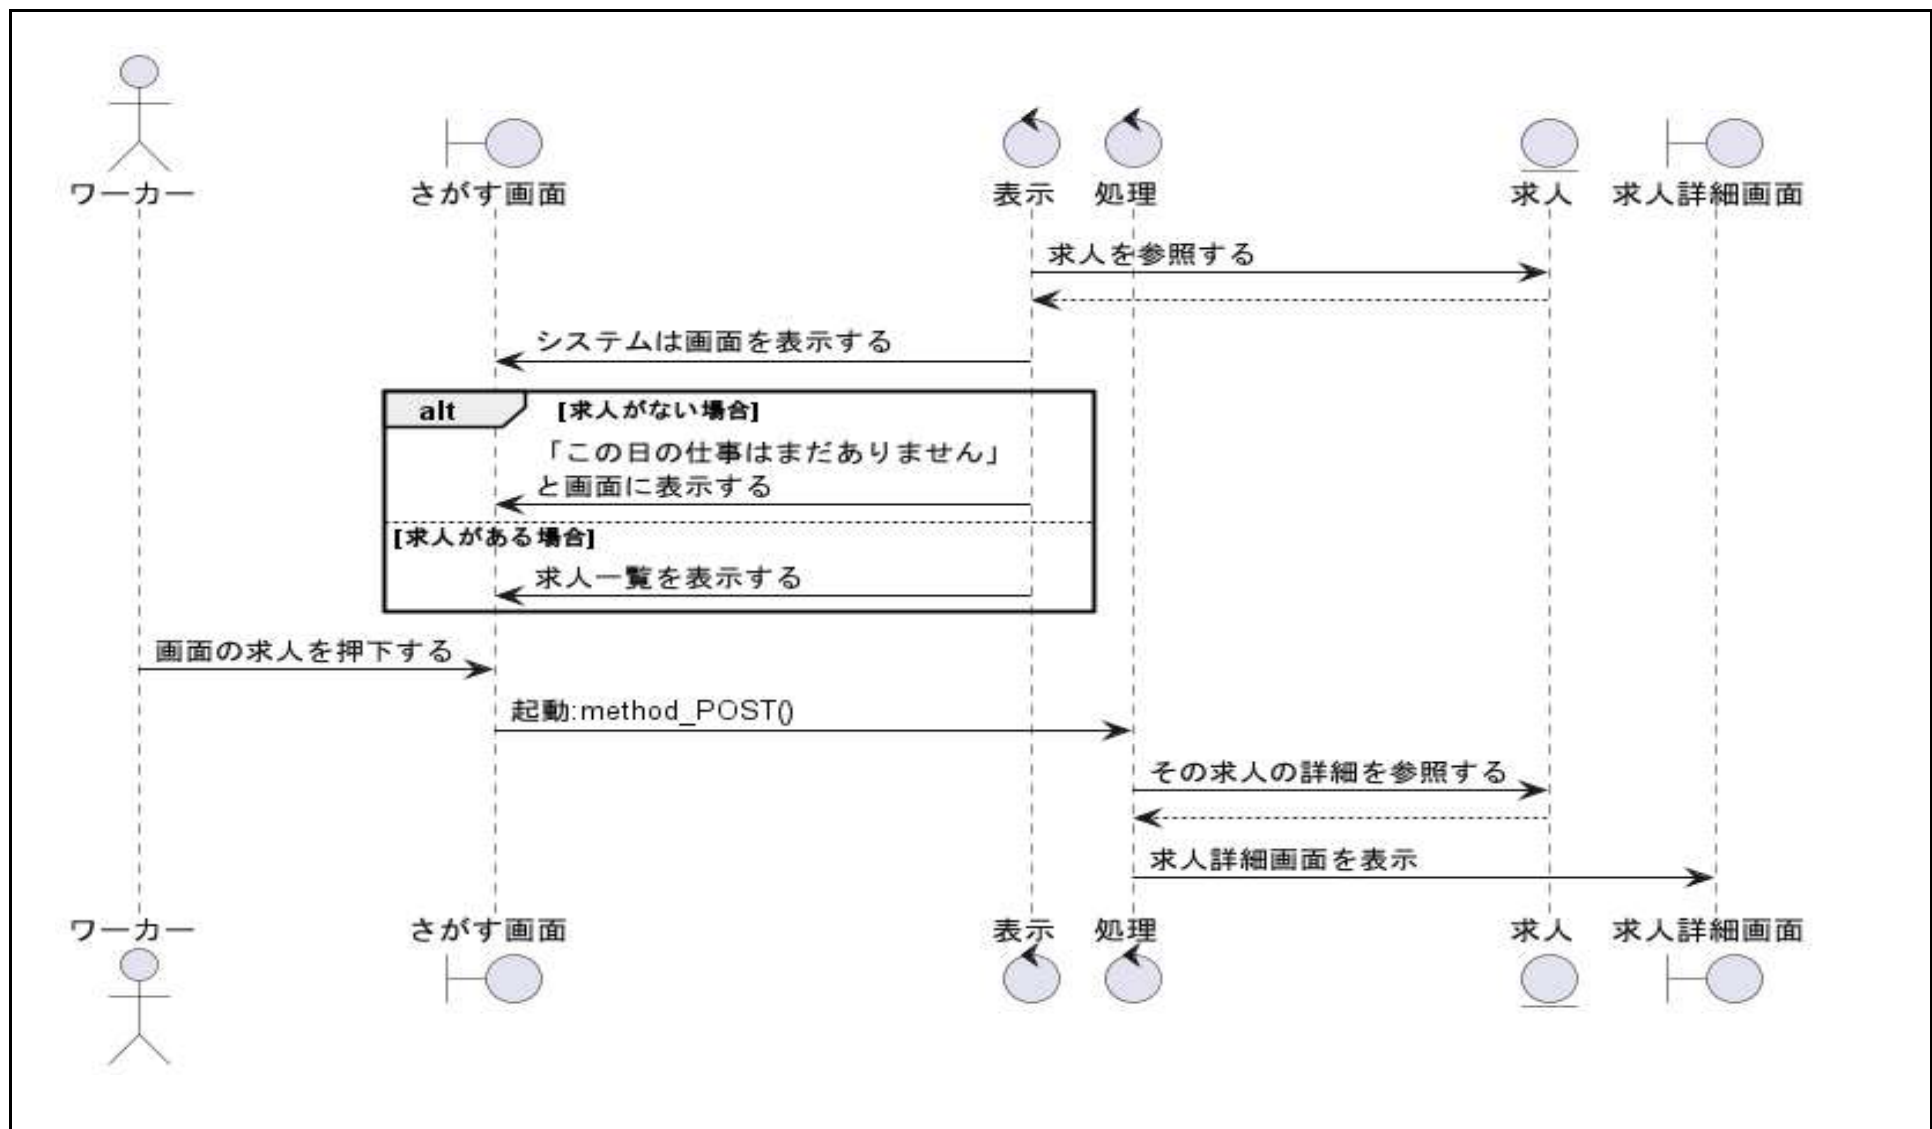 ワーカー
さがす画面
表示
処理
求人
求人詳細画面
求人を参照する
システムは画面を表示する
alt
[求人がない場合]
「この日の仕事はまだありません」
と画面に表示する
[求人がある場合]
求人一覧を表示する
画面の求人を押下する
起動:method_POST()
その求人の詳細を参照する
求人詳細画面を表示
ワーカー
さがす画面
表示
処理
求人
求人詳細画面